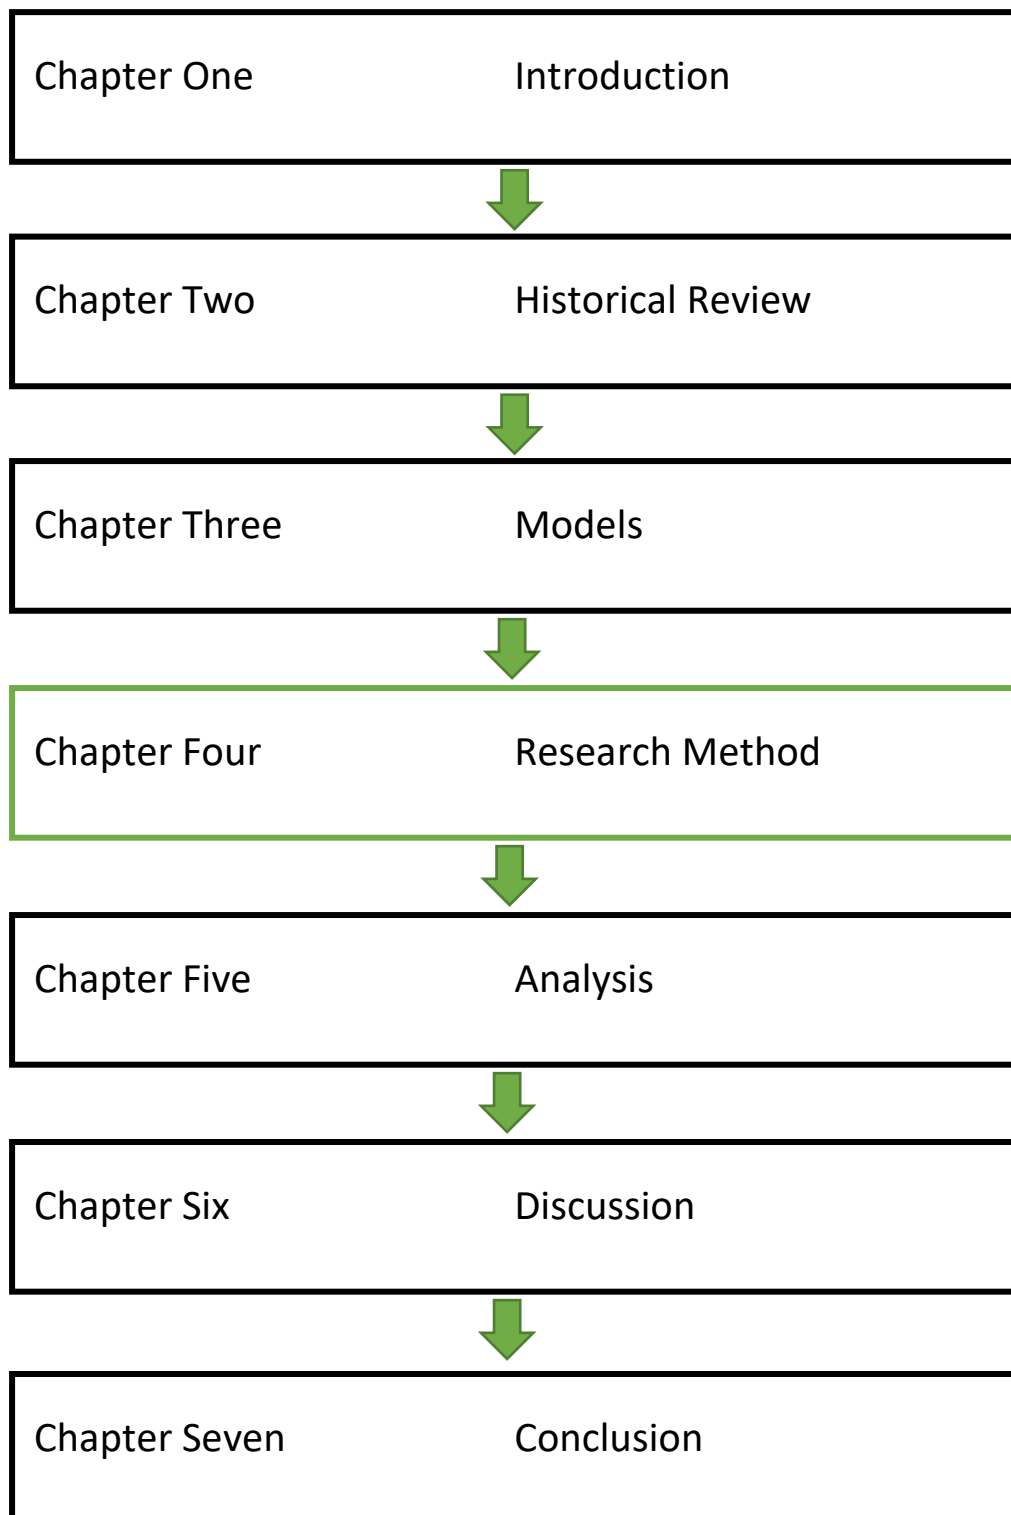 Chapter One Introduction
Chapter Two Historical Review
Chapter Three Models
Chapter Four Research Method
Chapter Five Analysis
Chapter Six Discussion
Chapter Seven Conclusion